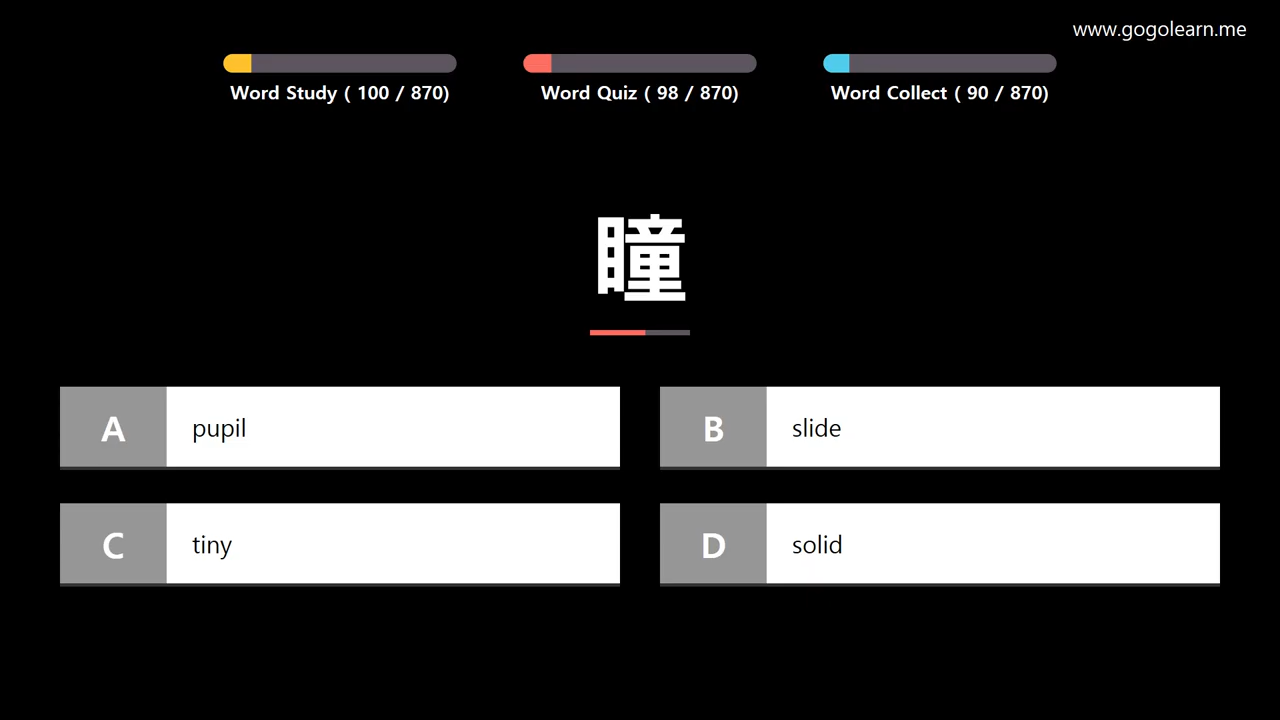 www.gogolearn.me
Word Study ( 100 / 870)
Word Quiz ( 98 / 870)
Word Collect ( 90 / 870)
瞳
A pupil
B slide
C tiny
D solid